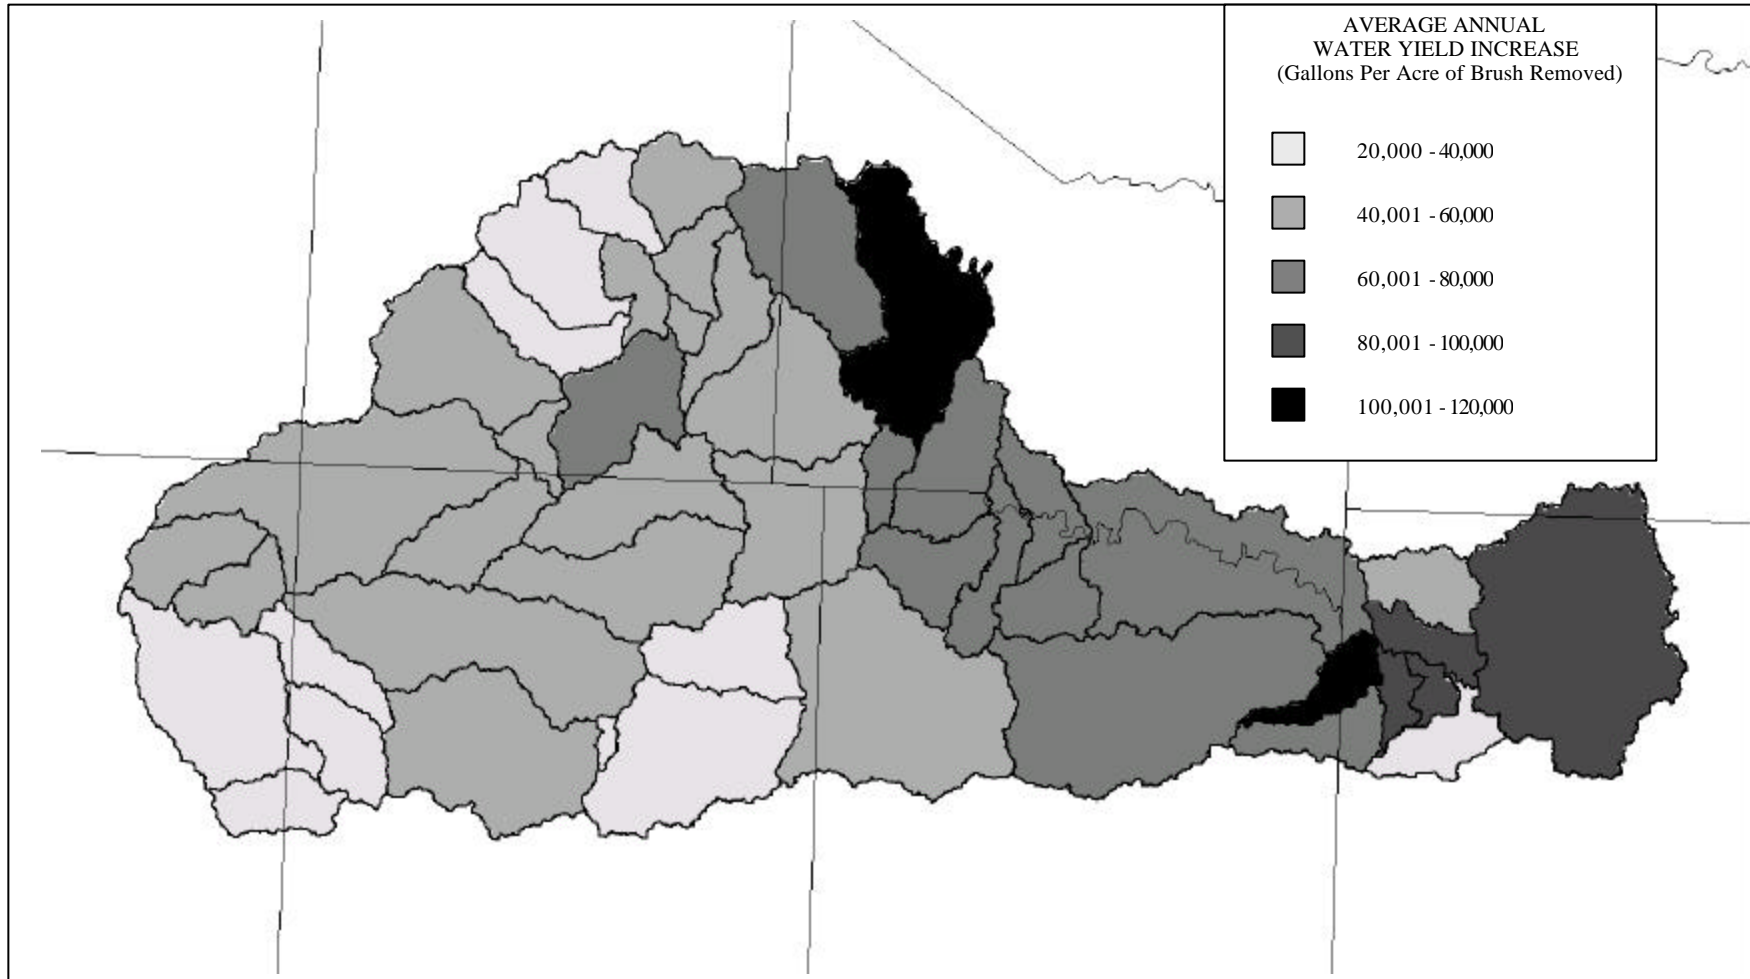 AVERAGE ANNUAL
WATER YIELD INCREASE
(Gallons Per Acre of Brush Removed)
20,000 - 40,000
40,001 - 60,000
60,001 - 80,000
80,001 - 100,000
100,001 - 120,000